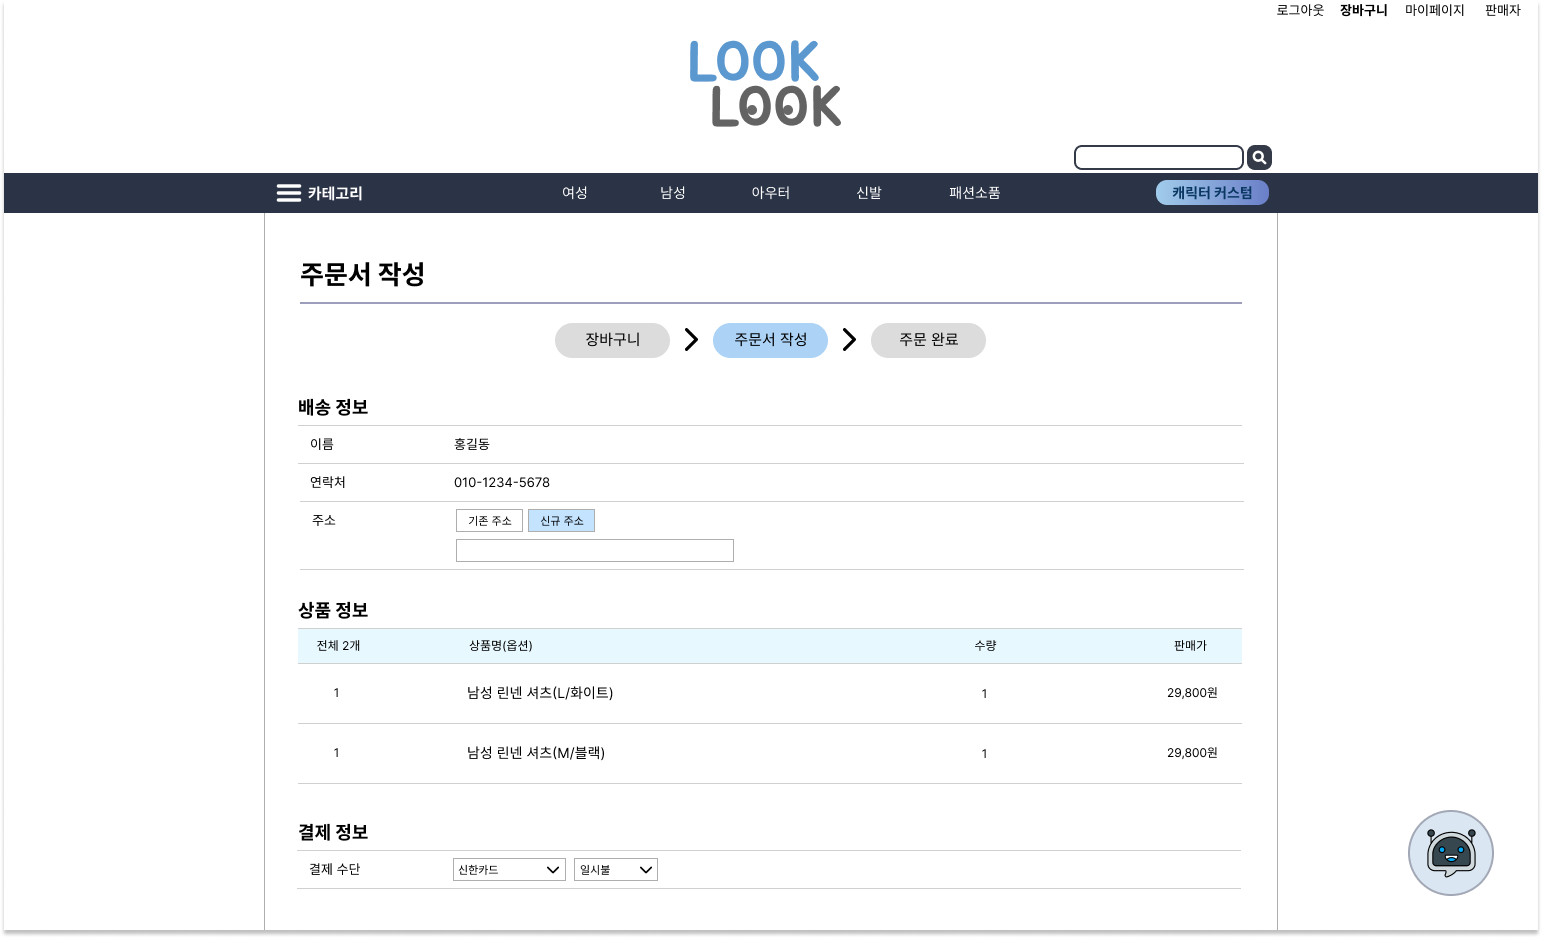 로그아웃 장바구니 마이페이지 판매자
LOOK
LOOK
카테고리 여성 남성 아우터 신발 패션소품 캐릭터 커스텀
주문서 작성
장바구니 주문서 작성 주문 완료
배송 정보
이름 홍길동
연락처 010-1234-5678
주소 기존 주소 신규 주소
상품 정보
전체 2개 상품명(옵션) 수량 판매가
1 남성 린넨 셔츠(L/화이트) 1 29,800원
1 남성 린넨 셔츠(M/블랙) 1 29,800원
결제 정보
결제 수단 신한카드 일시불